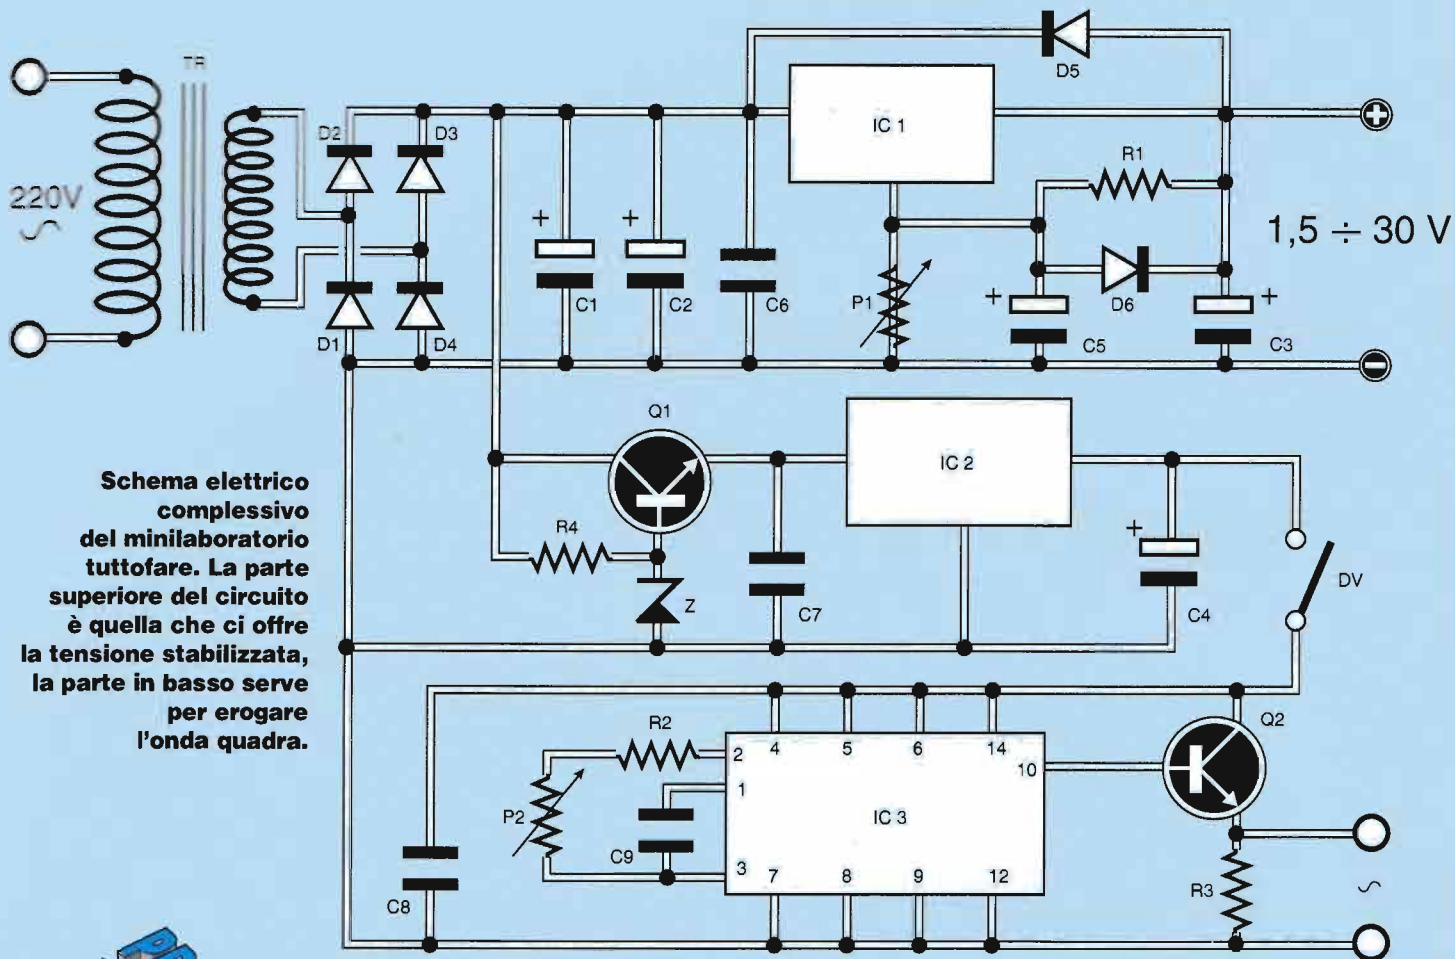 TR
220V
D2
D3
D1
D4
C1
C2
C6
IC 1
D5
R1
D6
P1
C5
C3
1,5 ÷ 30 V
Q1
R4
Z
C7
IC 2
C4
DV
Schema elettrico
complessivo
del minilaboratorio
tuttofare. La parte
superiore del circuito
è quella che ci offre
la tensione stabilizzata,
la parte in basso serve
per erogare
l'onda quadra.
R2
P2
C9
C8
2
1
3
4
5
6
14
10
IC 3
7
8
9
12
Q2
R3